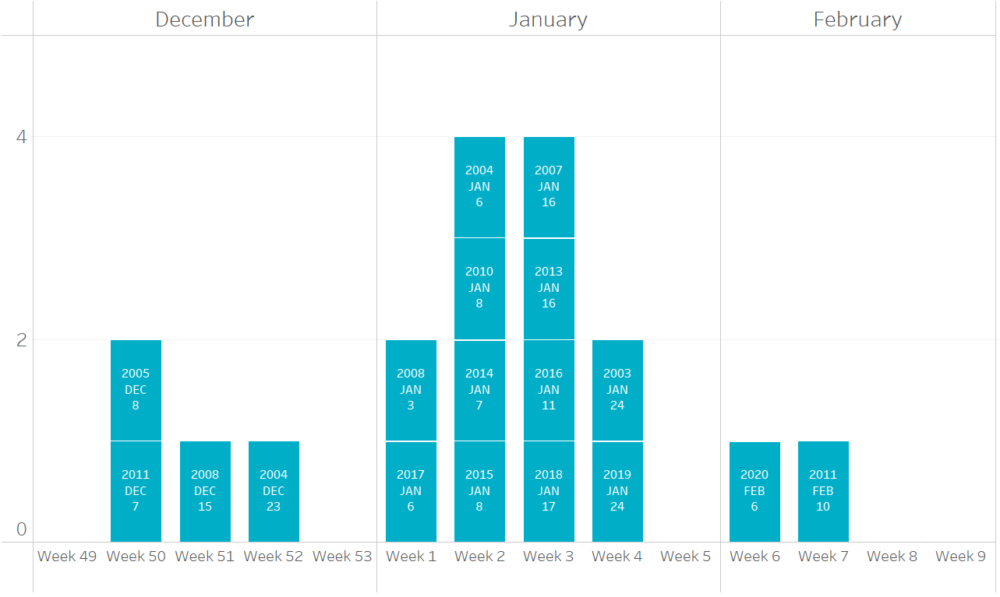 December
January
February
4
2004
JAN
6
2007
JAN
16
2010
JAN
8
2013
JAN
16
2
2005
DEC
8
2008
JAN
3
2014
JAN
7
2016
JAN
11
2003
JAN
24
2011
DEC
7
2008
DEC
15
2004
DEC
23
2017
JAN
6
2015
JAN
8
2018
JAN
17
2019
JAN
24
2020
FEB
6
2011
FEB
10
0
Week 49 Week 50 Week 51 Week 52 Week 53 Week 1 Week 2 Week 3 Week 4 Week 5 Week 6 Week 7 Week 8 Week 9